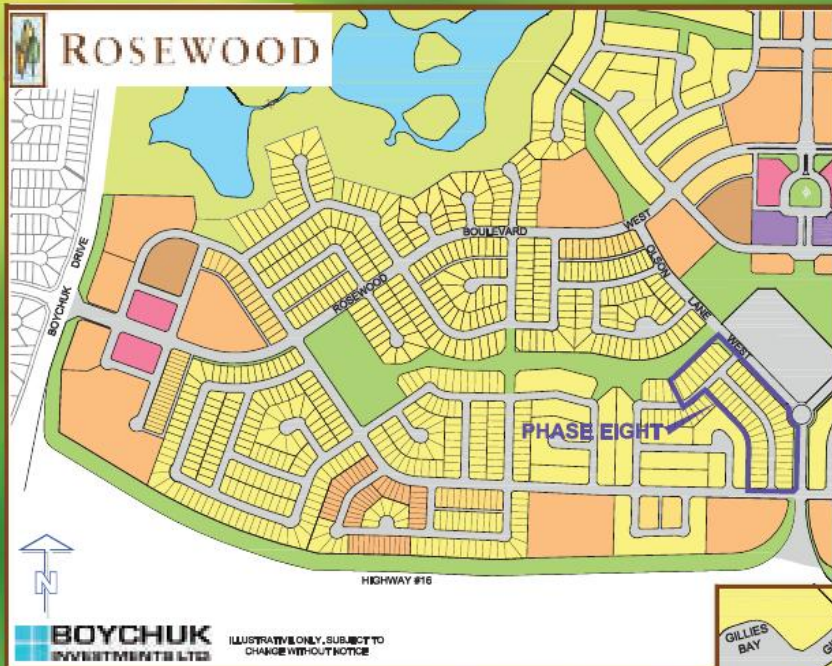 ROSEWOOD
BOYCHUK DRIVE
ROSEWOOD BOULEVARD WEST
OLSON LANE WEST
PHASE EIGHT
HIGHWAY #16
N
BOYCHUK
INVESTMENTS LTD.
ILLUSTRATIVE ONLY, SUBJECT TO
CHANGE WITHOUT NOTICE
GILLIES
BAY